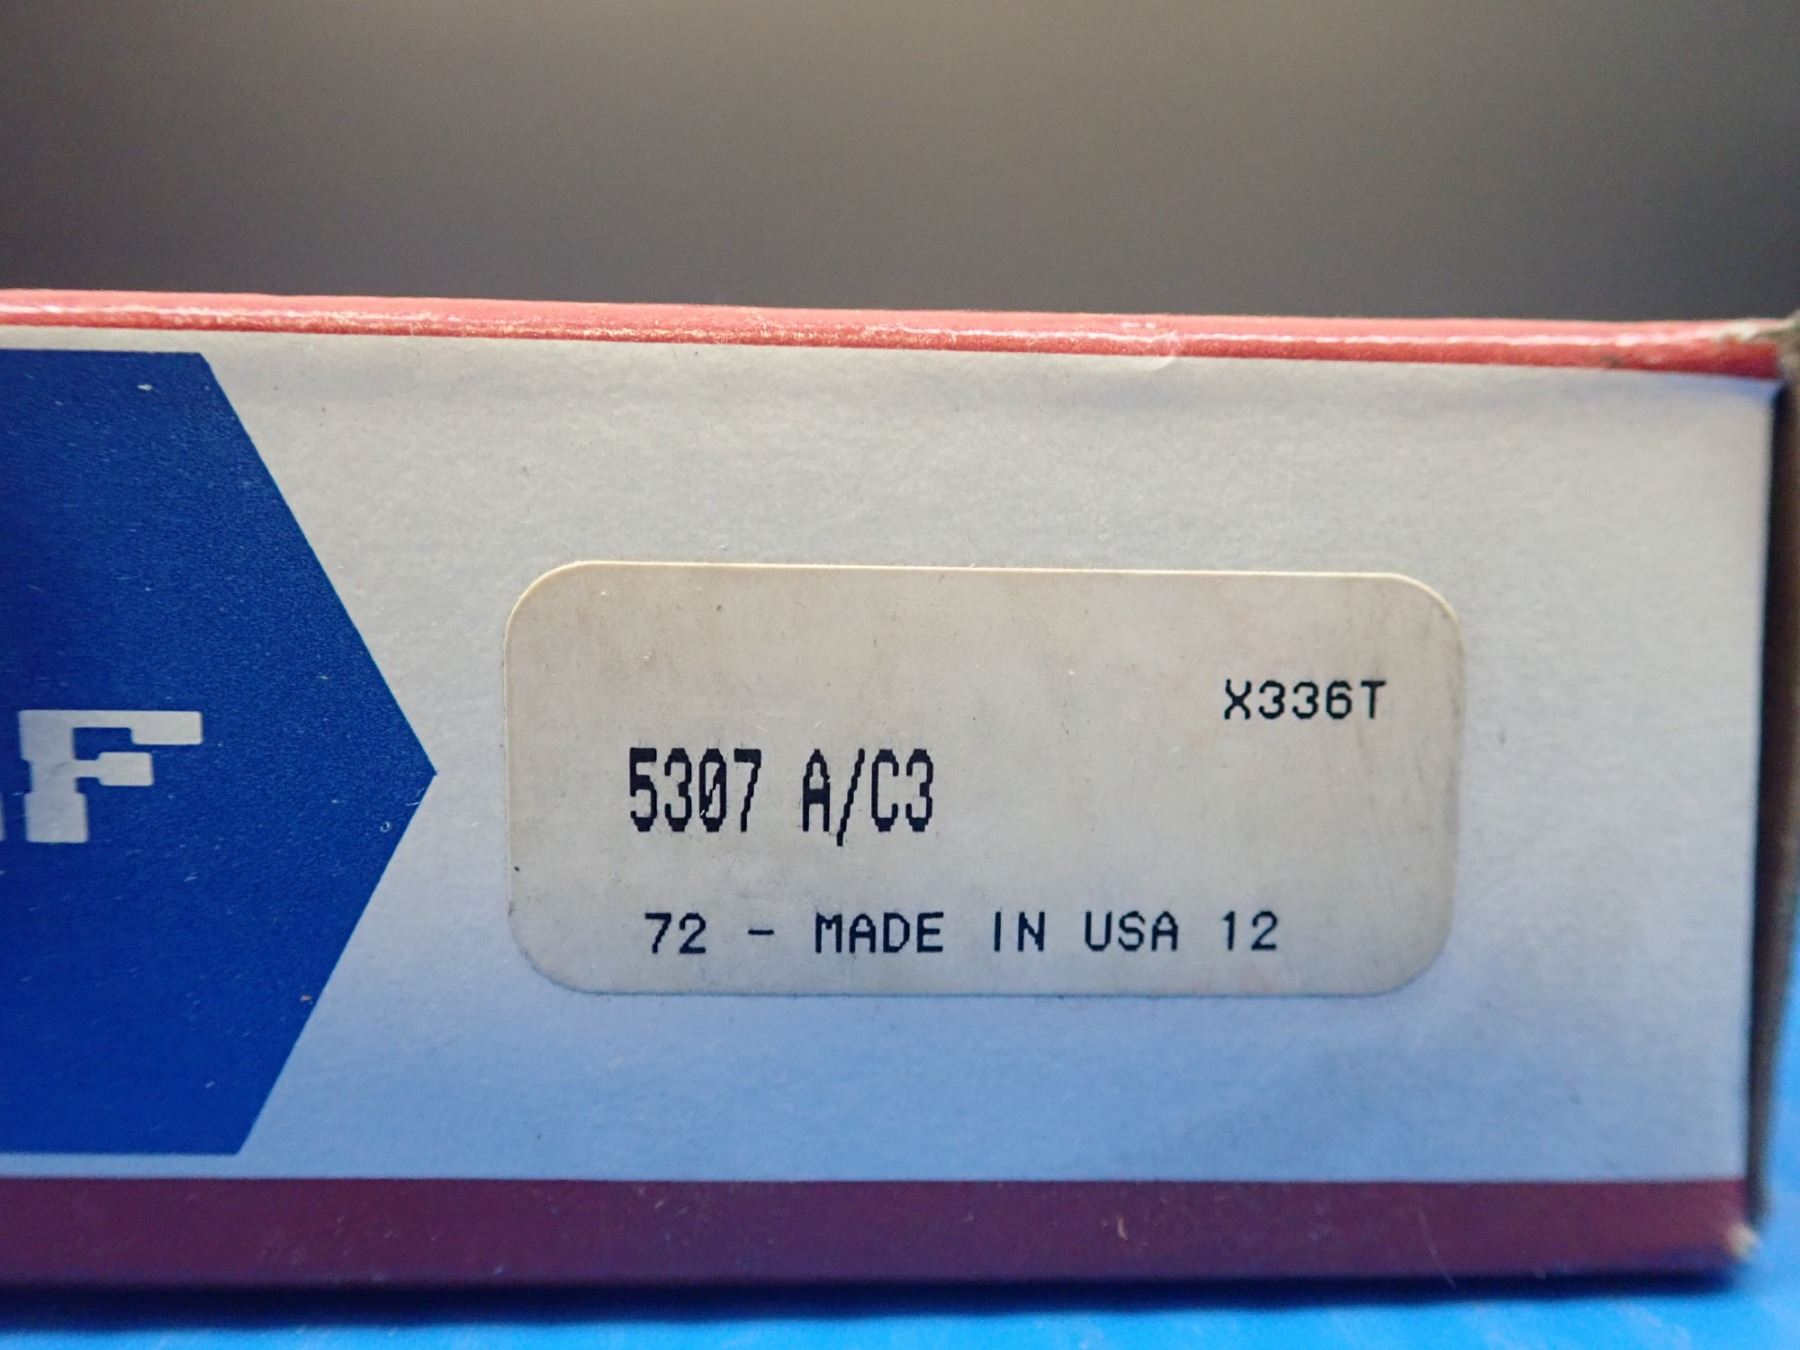 X336T
5307 A/C3
F
72 - MADE IN USA 12